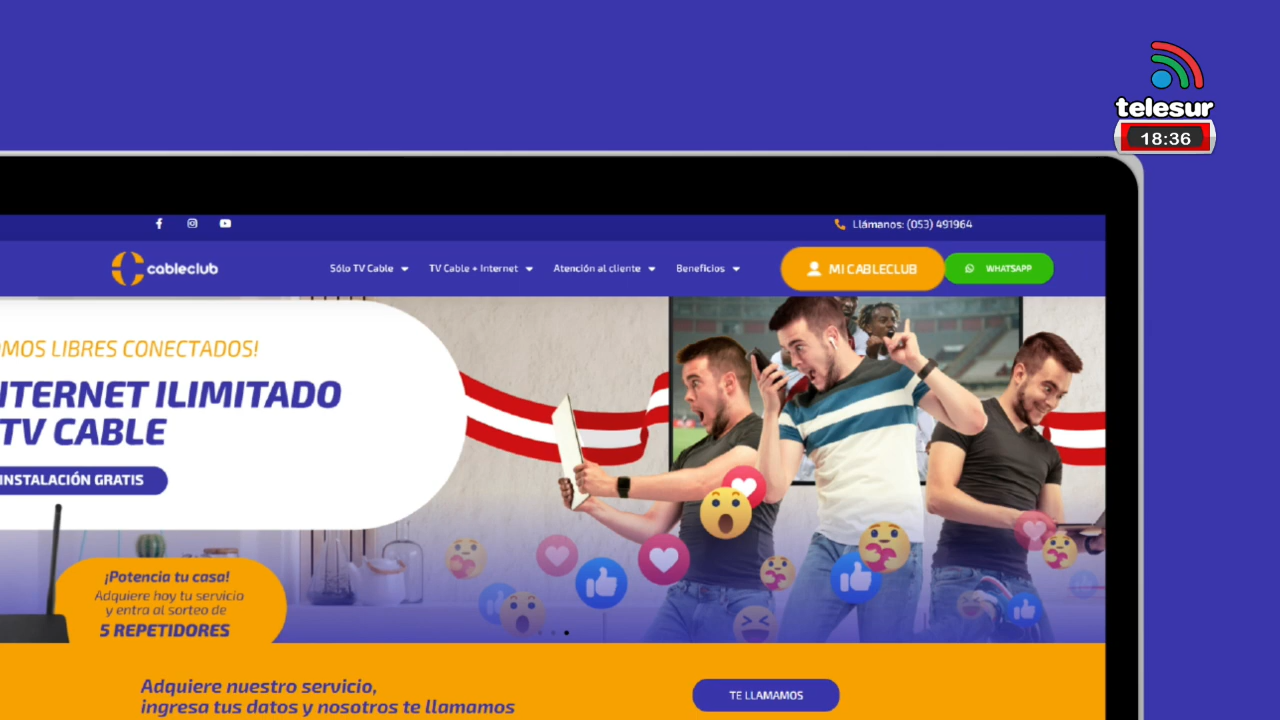 telesur
18:36
Llámanos: (053) 491964
cableclub
Sólo TV Cable
TV Cable + Internet
Atención al cliente
Beneficios
MI CABLECLUB
WHATSAPP
OMOS LIBRES CONECTADOS!
NTERNET ILIMITADO
TV CABLE
INSTALACIÓN GRATIS
¡Potencia tu casa!
Adquiere hoy tu servicio
y entra al sorteo de
5 REPETIDORES
Adquiere nuestro servicio,
ingresa tus datos y nosotros te llamamos
TE LLAMAMOS